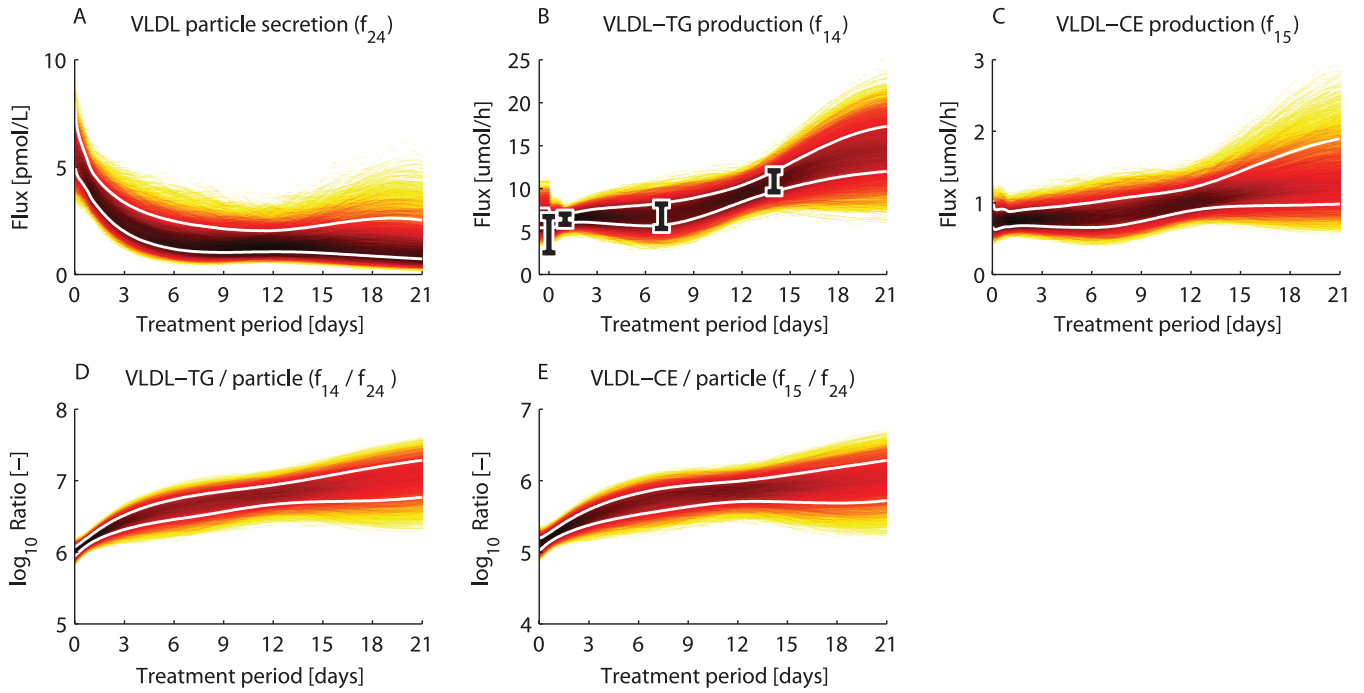 A
VLDL particle secretion (f24)
Flux [pmol/L]
10
5
0
0 3 6 9 12 15 18 21
Treatment period [days]
B
VLDL−TG production (f14)
Flux [umol/h]
25
20
15
10
5
0
0 3 6 9 12 15 18 21
Treatment period [days]
C
VLDL−CE production (f15)
Flux [umol/h]
3
2
1
0
0 3 6 9 12 15 18 21
Treatment period [days]
D
VLDL−TG / particle (f14 / f24 )
log10 Ratio [−]
8
7
6
5
0 3 6 9 12 15 18 21
Treatment period [days]
E
VLDL−CE / particle (f15 / f24)
log10 Ratio [−]
7
6
5
4
0 3 6 9 12 15 18 21
Treatment period [days]